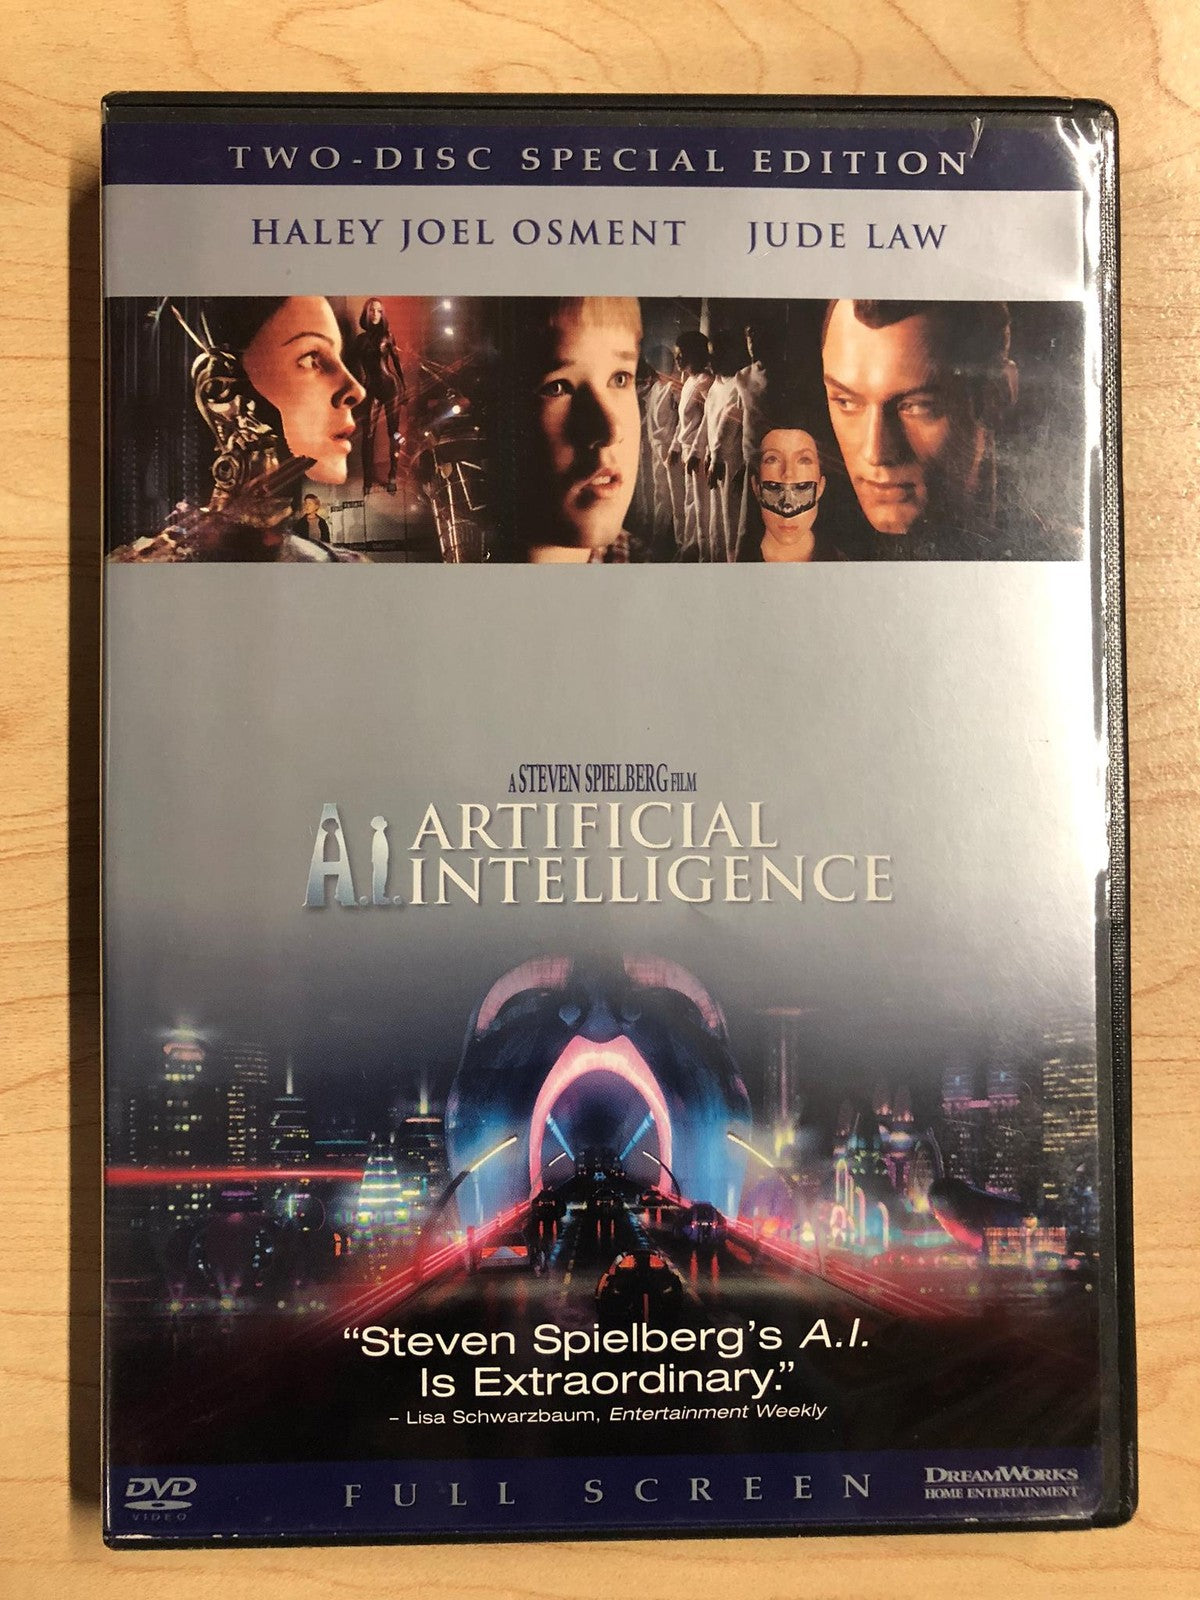 TWO-DISC SPECIAL EDITION
HALEY JOEL OSMENT JUDE LAW
A STEVEN SPIELBERG FILM
A.I. ARTIFICIAL
INTELLIGENCE
“Steven Spielberg’s A.I.
Is Extraordinary.”
– Lisa Schwarzbaum, Entertainment Weekly
DVD
VIDEO
FULL SCREEN
DREAMWORKS
HOME ENTERTAINMENT